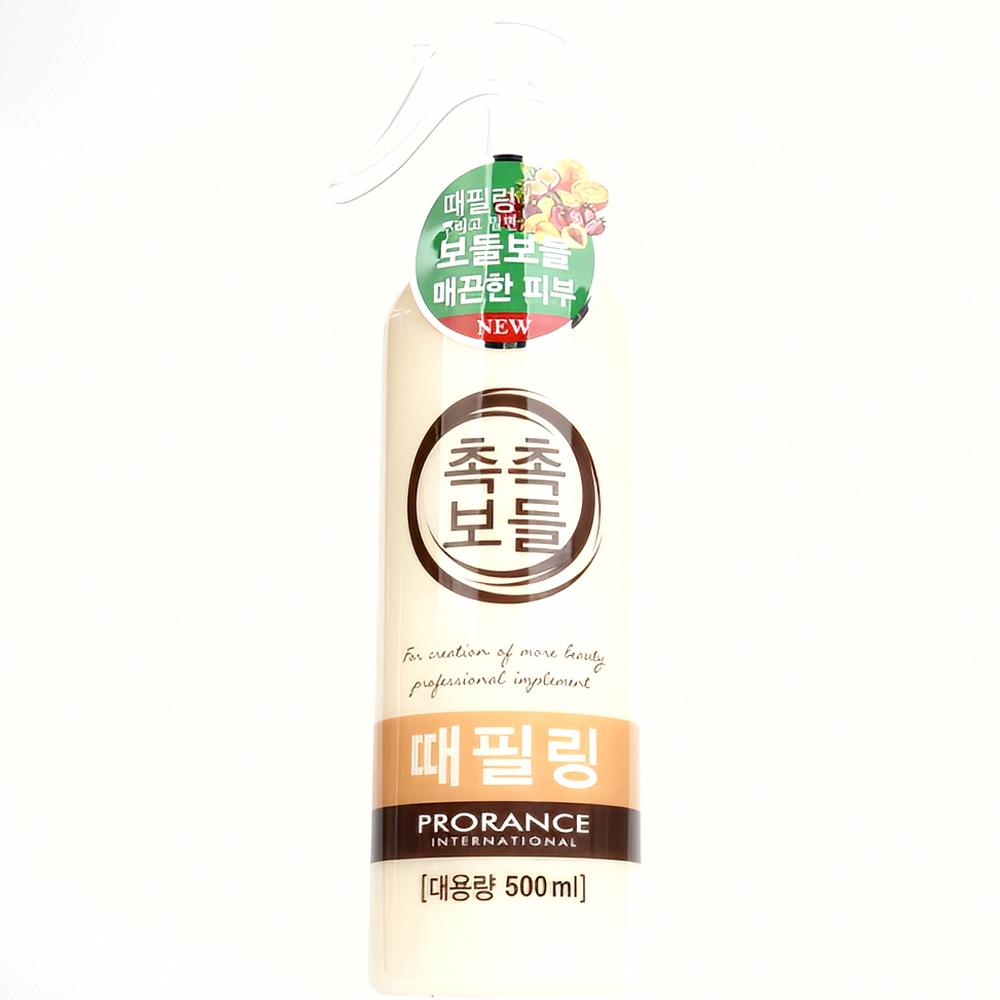 때필링
보들보들
매끈한 피부
NEW
촉촉
보들
For creation of more beauty
professional implement
때필링
PRORANCE
INTERNATIONAL
[대용량 500ml]